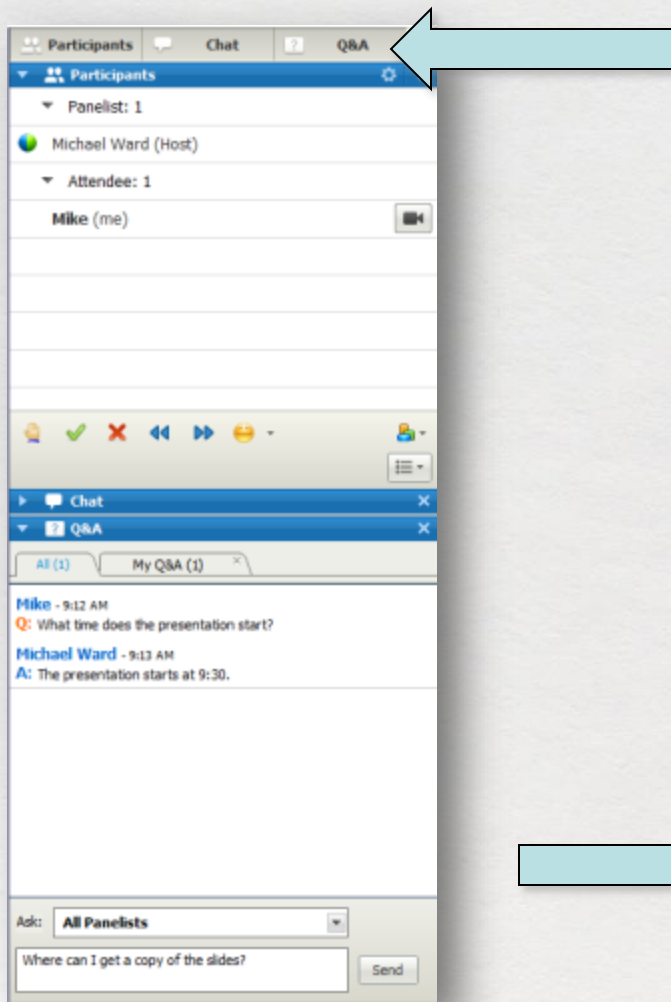 Participants Chat ? Q&A
Participants
Panelist: 1
Michael Ward (Host)
Attendee: 1
Mike (me)
Chat
? Q&A
All (1) My Q&A (1)
Mike - 9:12 AM
Q: What time does the presentation start?
Michael Ward - 9:13 AM
A: The presentation starts at 9:30.
Ask: All Panelists
Where can I get a copy of the slides?
Send